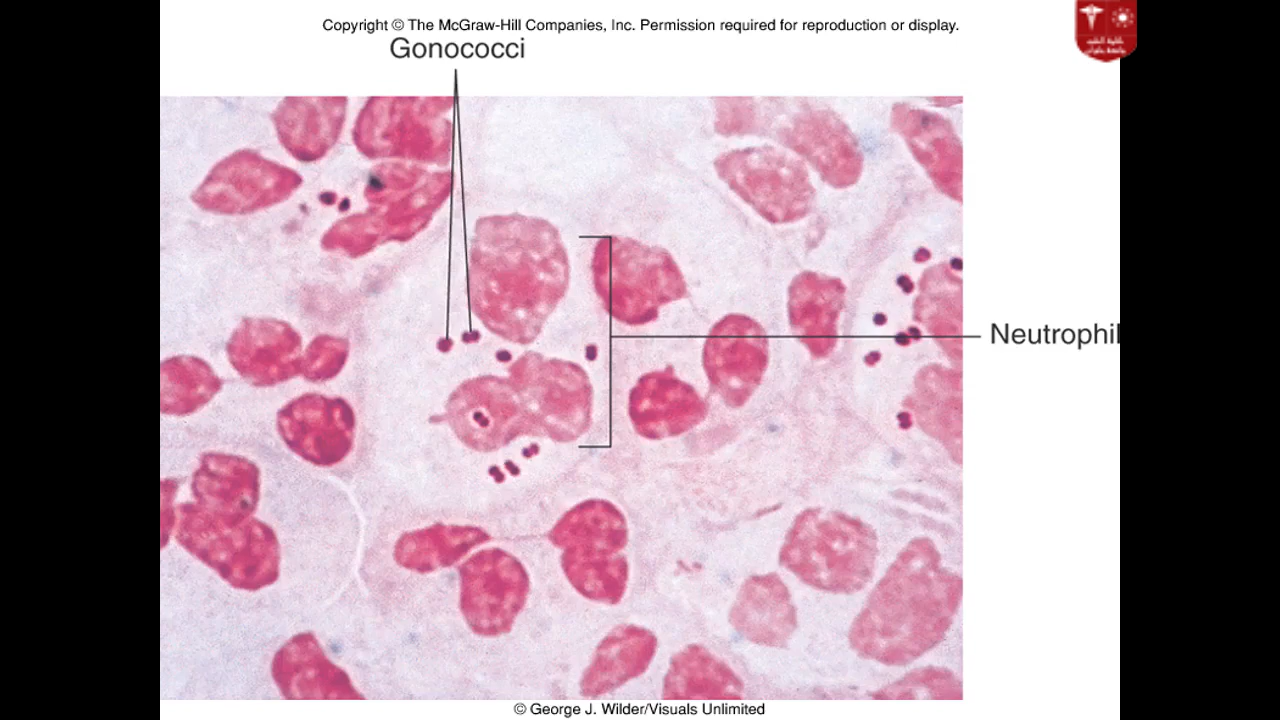 Copyright © The McGraw-Hill Companies, Inc. Permission required for reproduction or display.
Gonococci
Neutrophil
© George J. Wilder/Visuals Unlimited